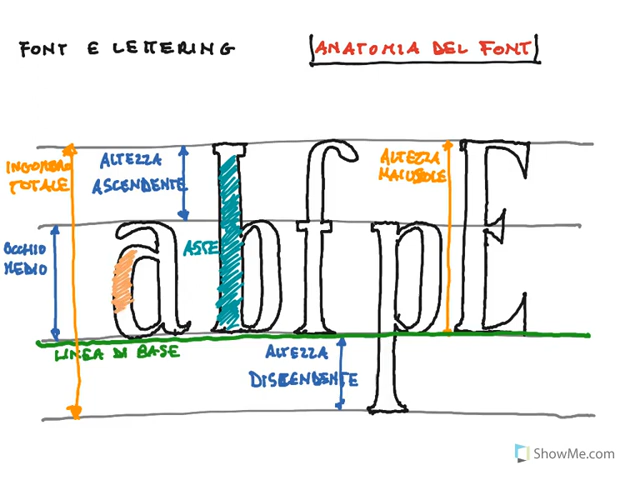 FONT E LETTERING
ANATOMIA DEL FONT
INGOMBRO
TOTALE
ALTEZZA
ASCENDENTE
ALTEZZA
MAIUSCOLE
OCCHIO
MEDIO
ASTE
abfpE
LINEA DI BASE
ALTEZZA
DISCENDENTE
ShowMe.com